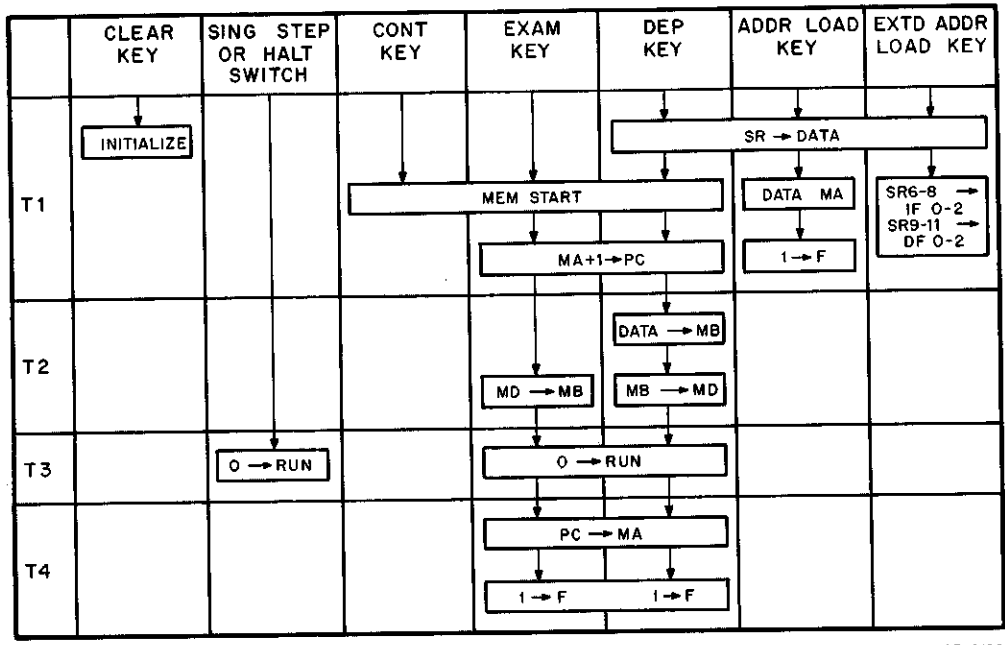 CLEAR KEY
SING STEP OR HALT SWITCH
CONT KEY
EXAM KEY
DEP KEY
ADDR LOAD KEY
EXTD ADDR LOAD KEY
T1
INITIALIZE
SR → DATA
MEM START
DATA MA
SR6-8 →
IF 0-2
SR9-11 →
DF 0-2
MA+1→PC
1→F
T2
DATA → MB
MD → MB
MB → MD
T3
0 → RUN
0 → RUN
T4
PC → MA
1 → F
1 → F